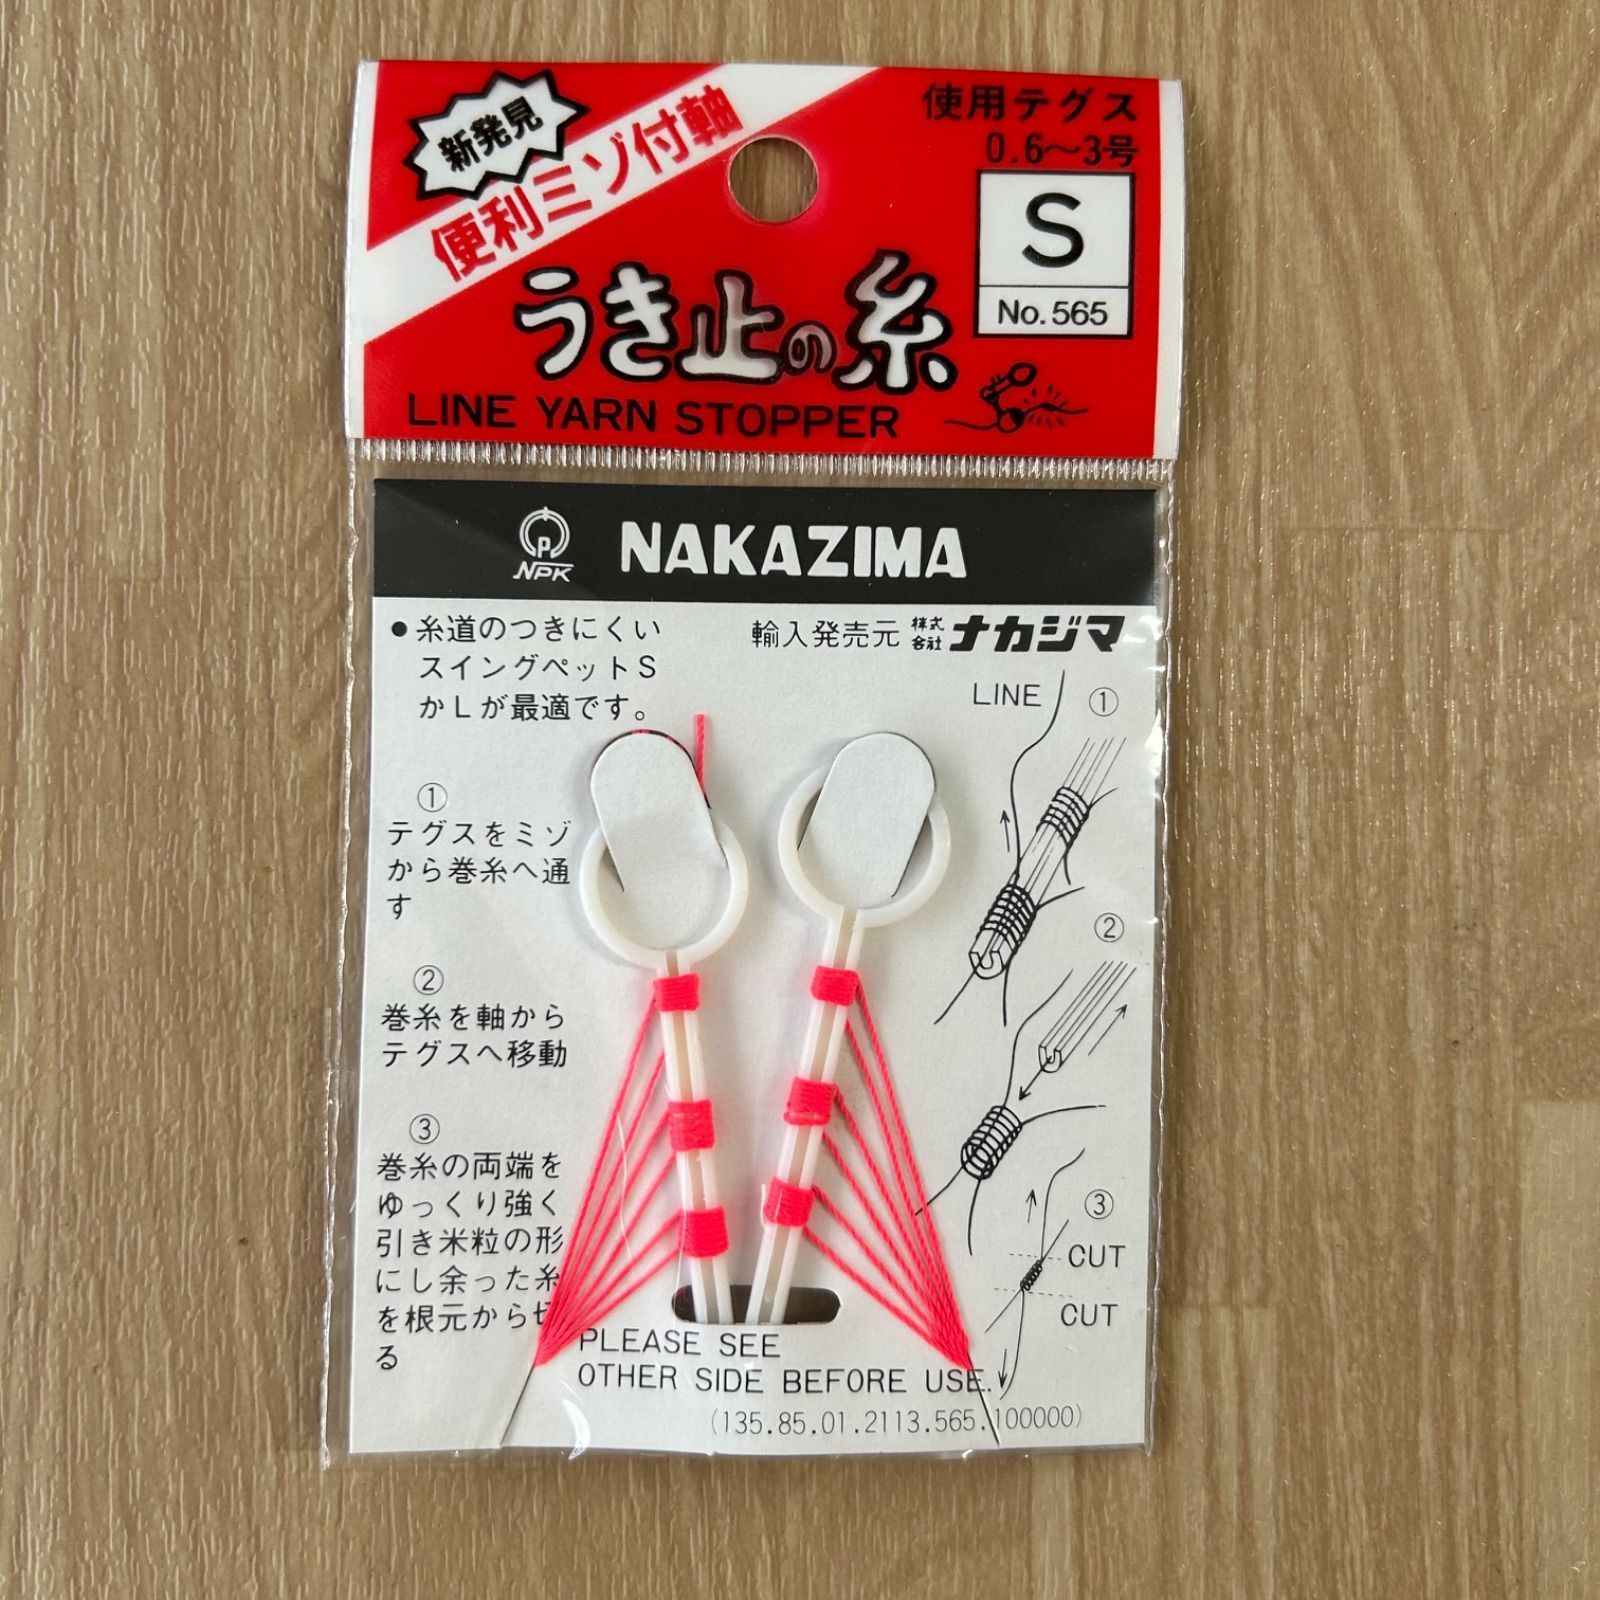 新発見
便利ミゾ付軸
使用テグス
0.6〜3号
S
No.565
うき止の糸
LINE YARN STOPPER
NPK
NAKAZIMA
●糸道のつきにくい
スイングペットS
かLが最適です。
輸入発売元 株式会社 ナカジマ
LINE
①
①
テグスをミゾ
から巻糸へ通
す
②
②
巻糸を軸から
テグスへ移動
③
③
巻糸の両端を
ゆっくり強く
引き米粒の形
にし余った糸
を根元から切
る
CUT
CUT
PLEASE SEE
OTHER SIDE BEFORE USE.
(135.85.01.2113.565.100000)